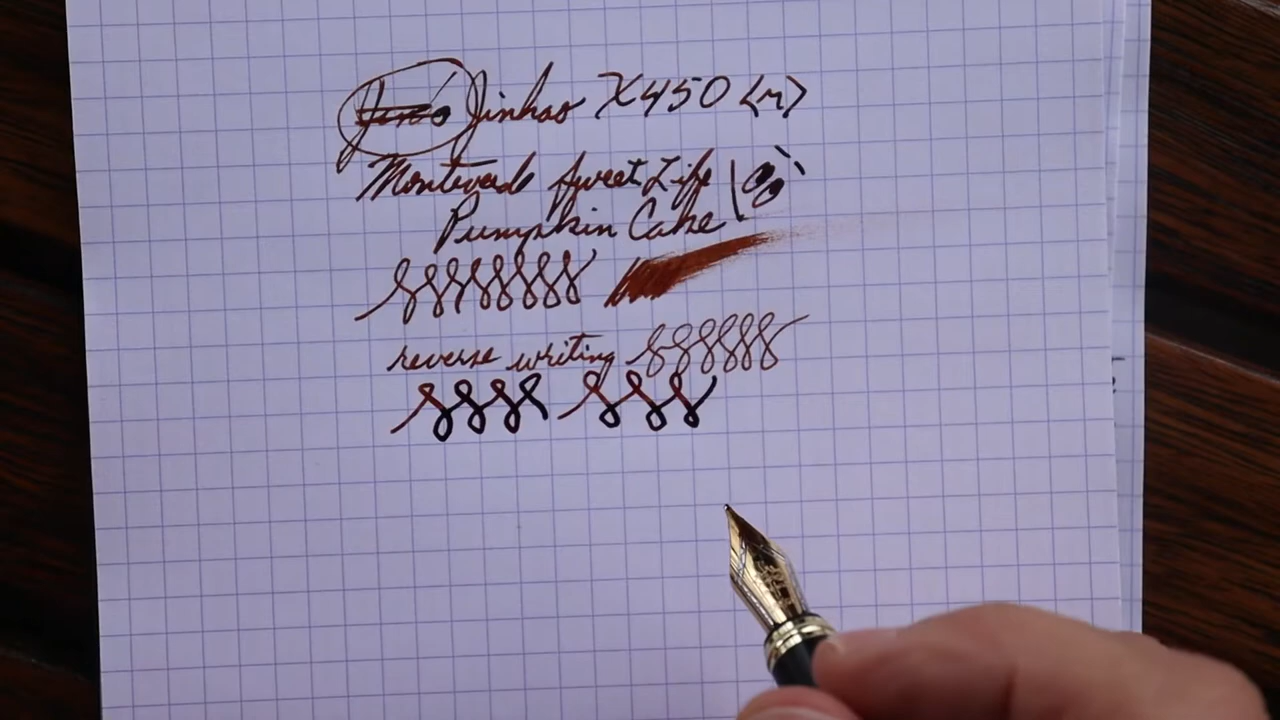 Jinhao X450 <M>
Monteverde Sweet Life
Pumpkin Cake
reverse writing